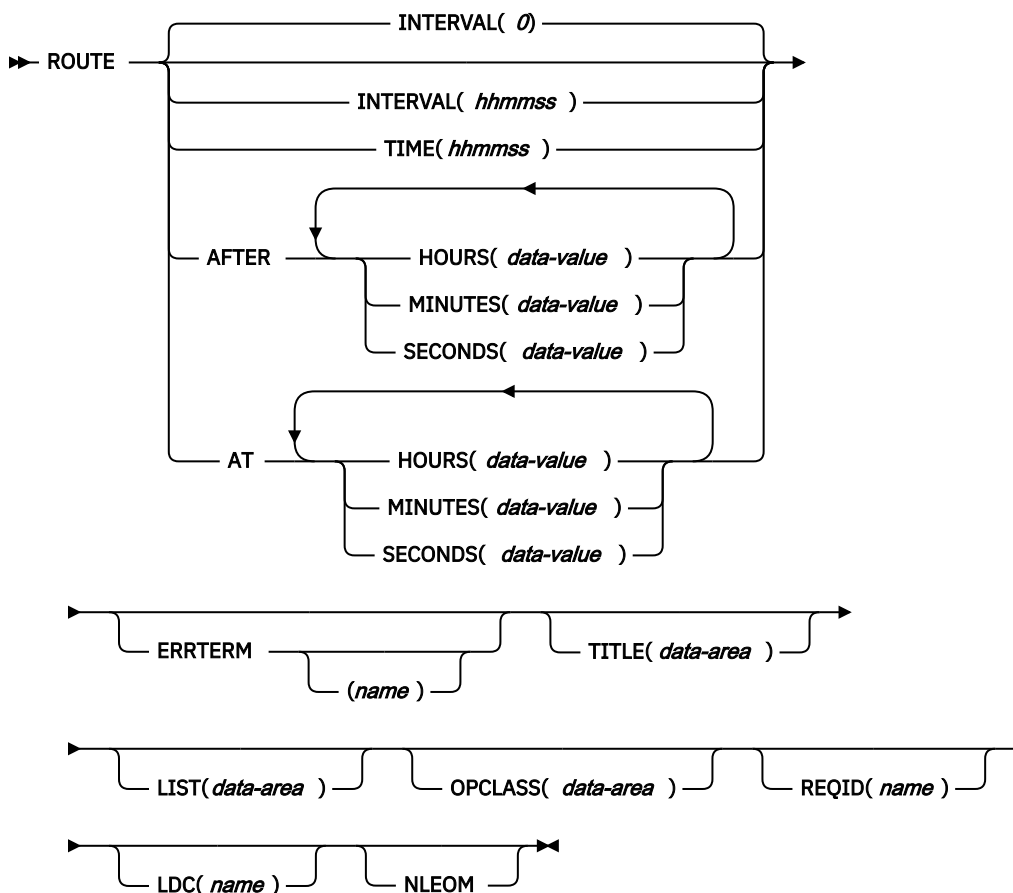 INTERVAL( 0)
ROUTE
INTERVAL( hhmmss )
TIME( hhmmss )
AFTER HOURS( data-value )
MINUTES( data-value )
SECONDS( data-value )
AT HOURS( data-value )
MINUTES( data-value )
SECONDS( data-value )
ERRTERM TITLE( data-area )
(name )
LIST( data-area ) OPCLASS( data-area ) REQID( name )
LDC( name ) NLEOM